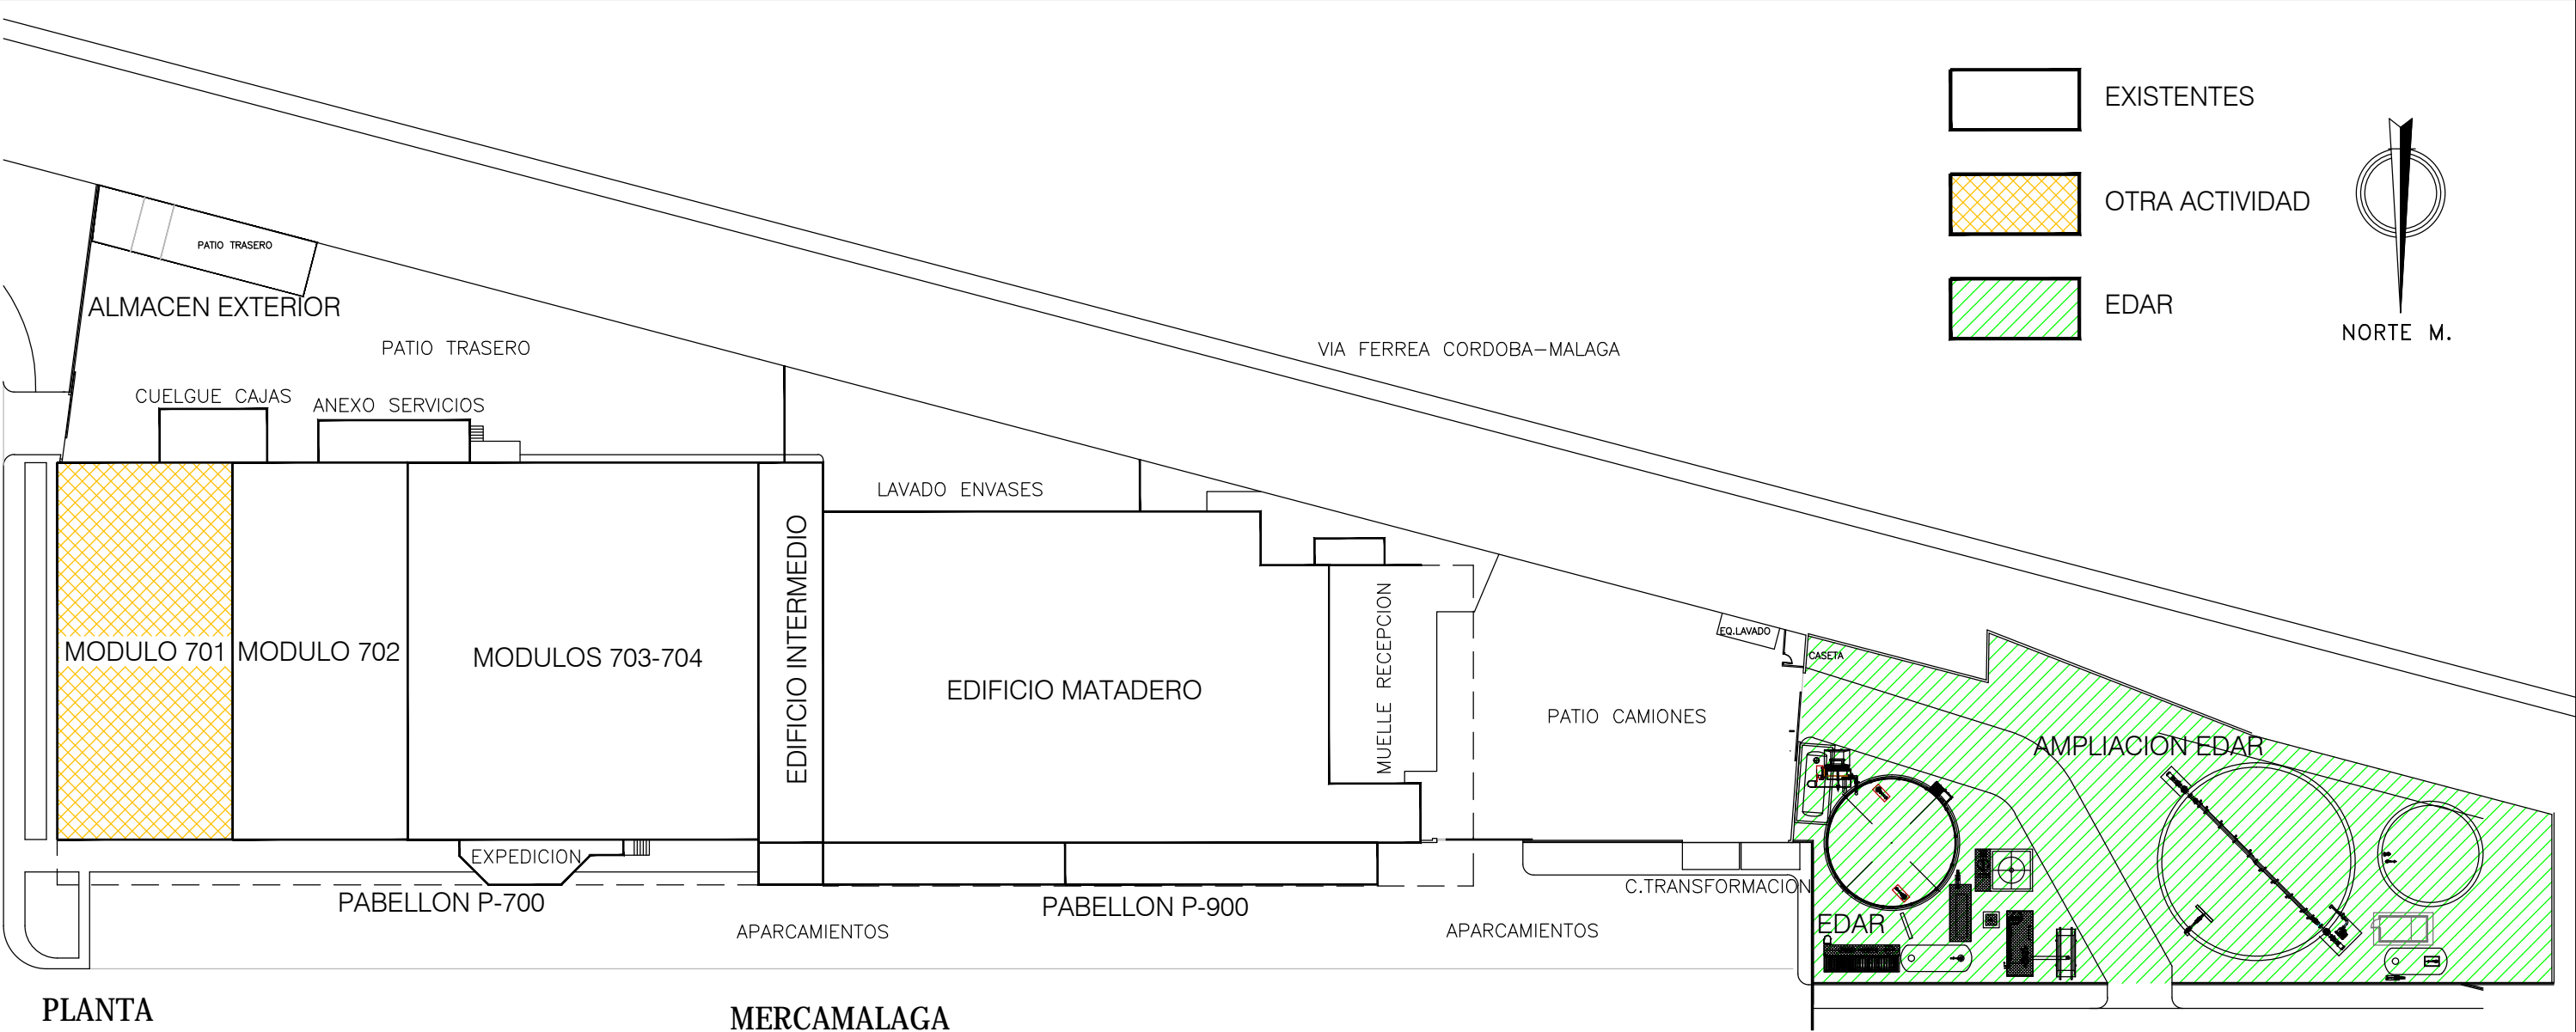 EXISTENTES
OTRA ACTIVIDAD
EDAR
NORTE M.
PATIO TRASERO
ALMACEN EXTERIOR
PATIO TRASERO
VIA FERREA CORDOBA-MALAGA
CUELGUE CAJAS
ANEXO SERVICIOS
LAVADO ENVASES
EDIFICIO INTERMEDIO
MUELLE RECEPCION
EQ.LAVADO
CASETA
MODULO 701
MODULO 702
MODULOS 703-704
EDIFICIO MATADERO
PATIO CAMIONES
AMPLIACION EDAR
EXPEDICION
C.TRANSFORMACION
PABELLON P-700
PABELLON P-900
EDAR
APARCAMIENTOS
APARCAMIENTOS
PLANTA
MERCAMALAGA